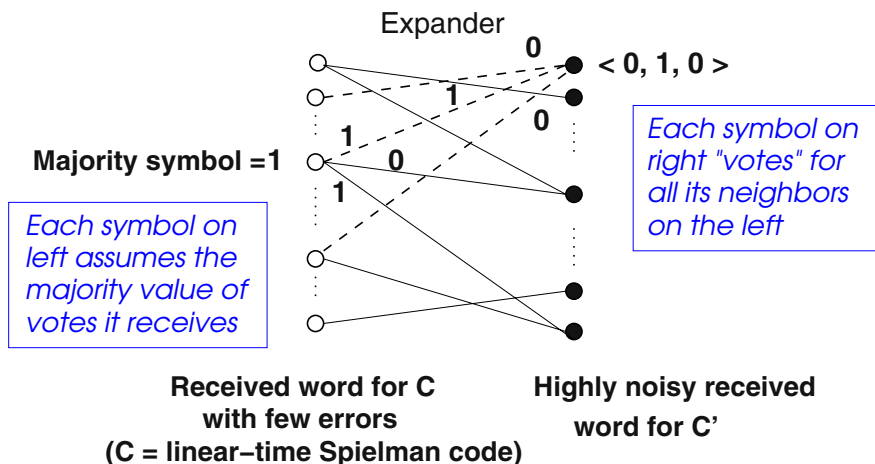 Expander
0
< 0, 1, 0 >
1
0
1
Majority symbol =1
0
1
Each symbol on
right "votes" for
all its neighbors
on the left
Each symbol on
left assumes the
majority value of
votes it receives
Received word for C
with few errors
(C = linear−time Spielman code)
Highly noisy received
word for C'